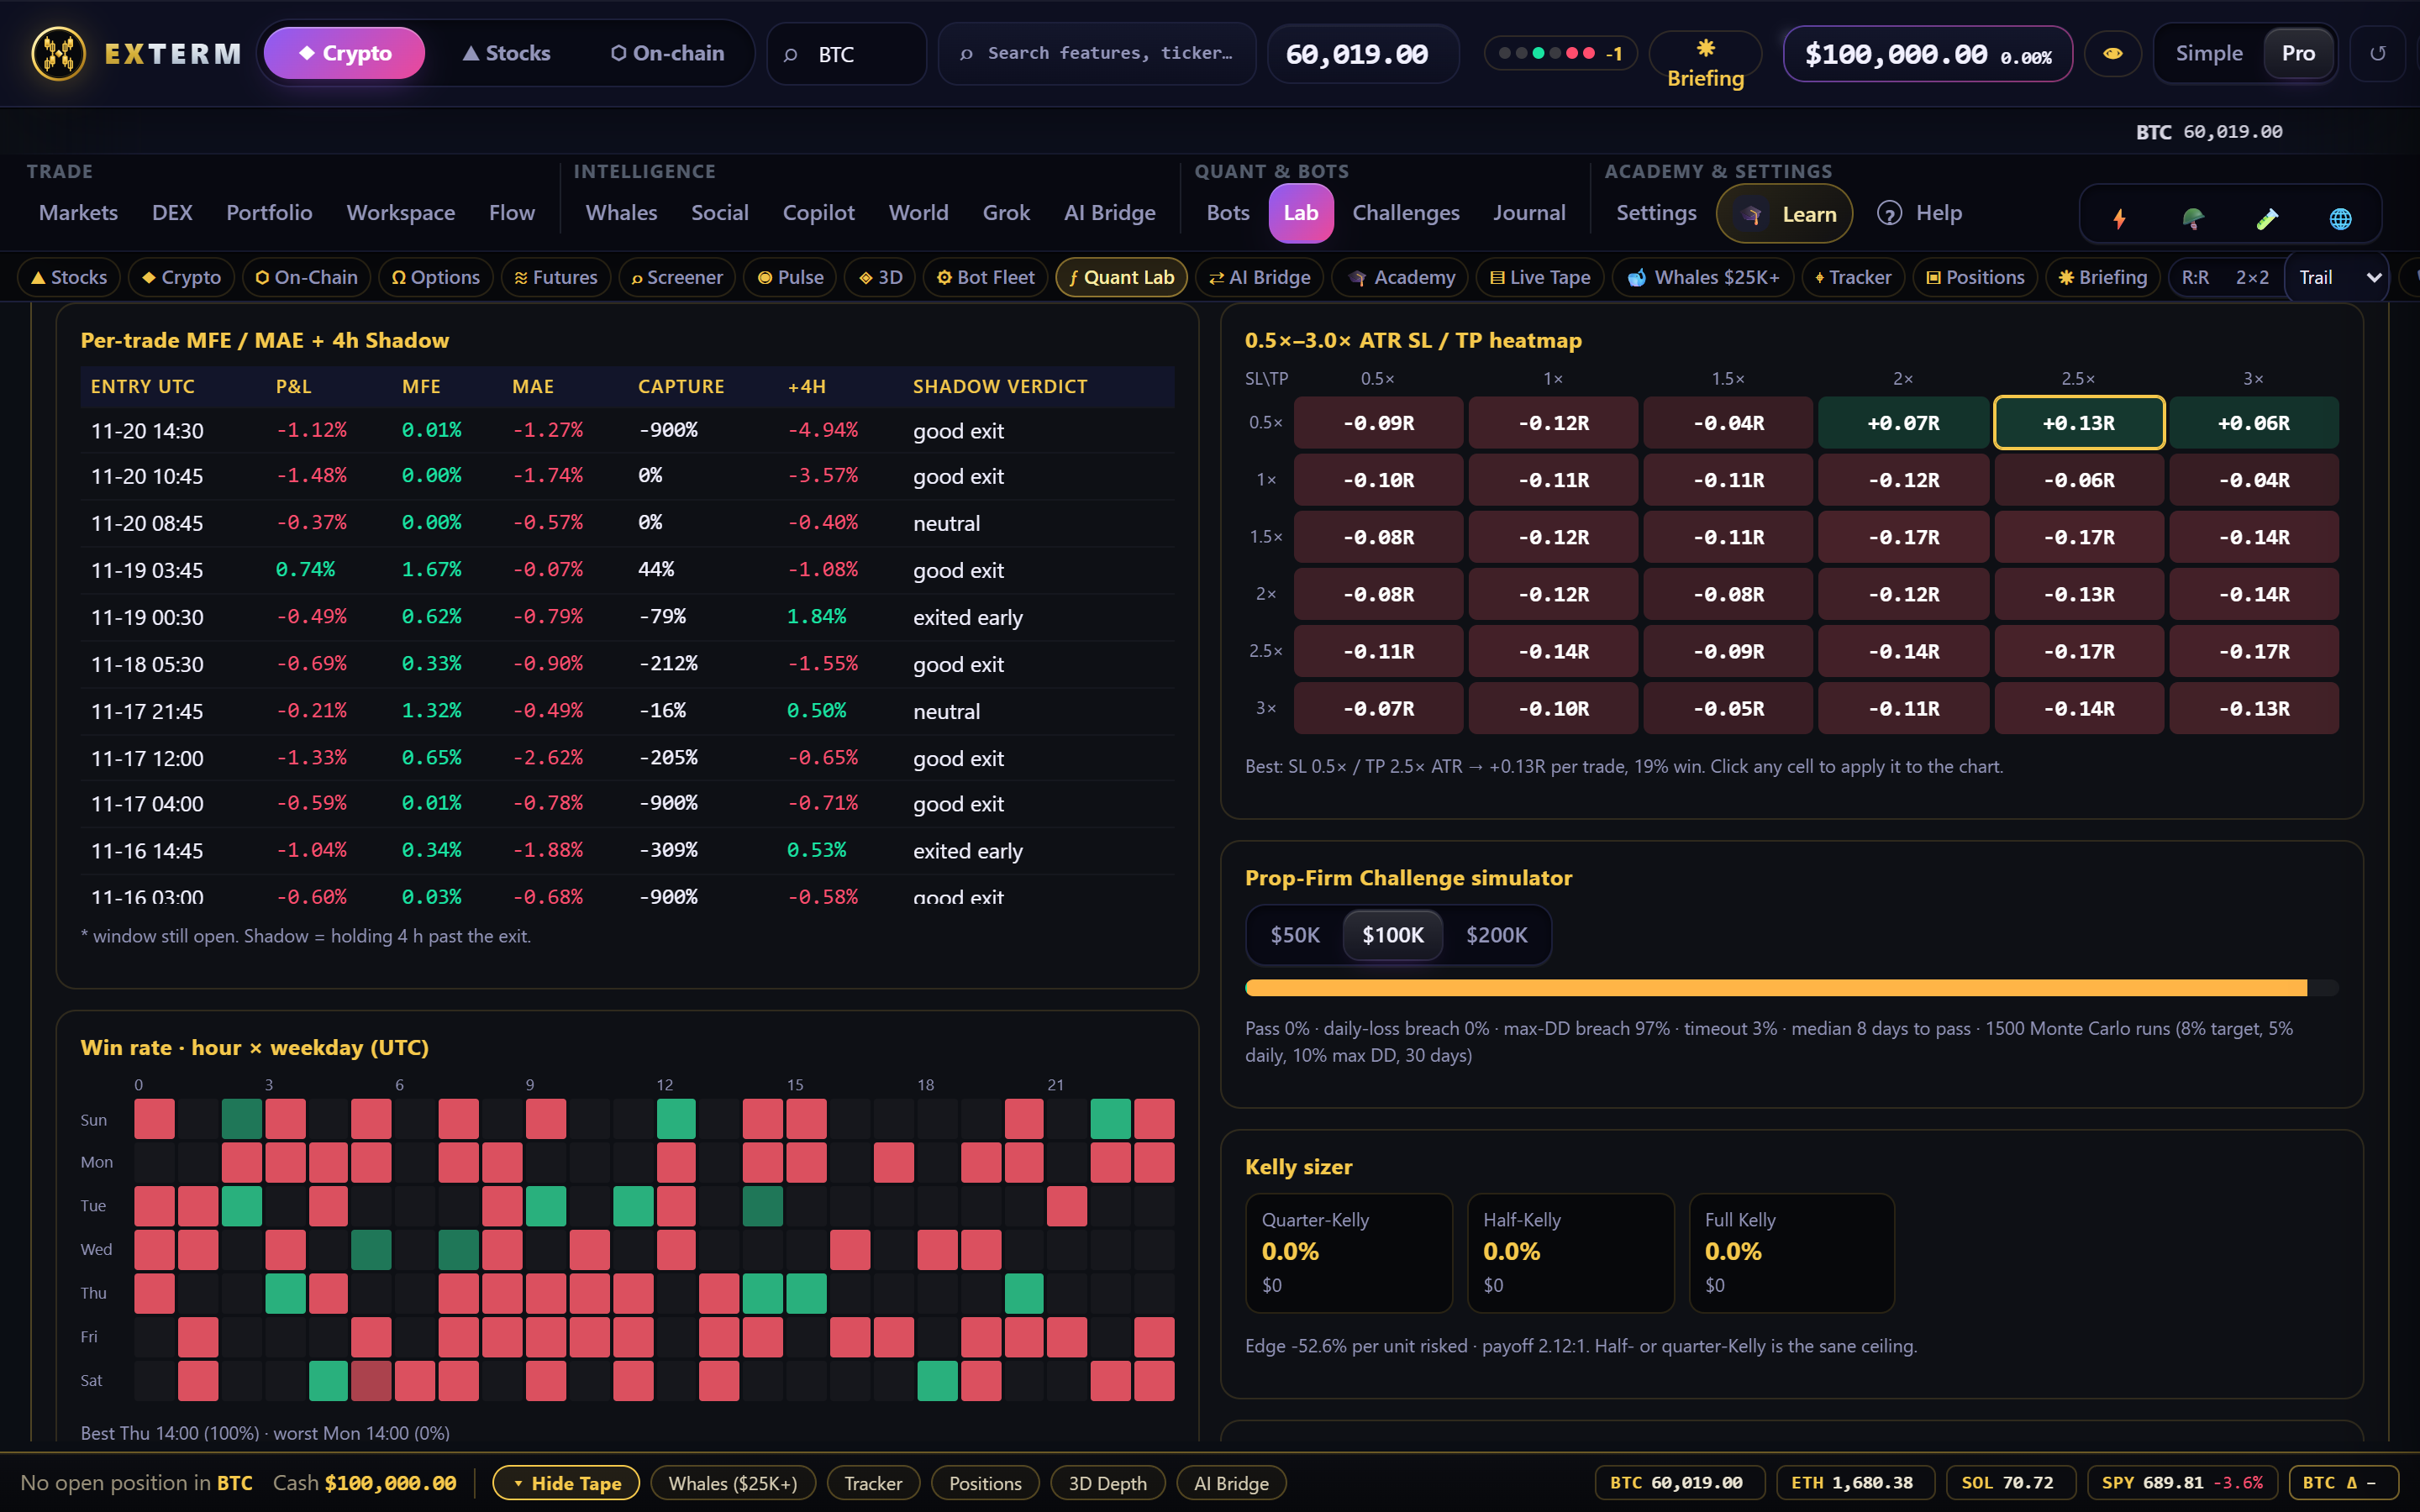 EXTERM
Crypto
Stocks
On-chain
BTC
Search features, ticker…
60,019.00
-1
Briefing
$100,000.00 0.00%
Simple
Pro
BTC 60,019.00
TRADE
INTELLIGENCE
QUANT & BOTS
ACADEMY & SETTINGS
Markets DEX Portfolio Workspace Flow
Whales Social Copilot World Grok AI Bridge
Bots Lab Challenges Journal
Settings Learn ? Help
Stocks Crypto On-Chain Ω Options Futures Screener Pulse 3D Bot Fleet ƒ Quant Lab AI Bridge Academy Live Tape Whales $25K+ Tracker Positions Briefing R:R 2×2 Trail
Per-trade MFE / MAE + 4h Shadow
ENTRY UTC P&L MFE MAE CAPTURE +4H SHADOW VERDICT
11-20 14:30 -1.12% 0.01% -1.27% -900% -4.94% good exit
11-20 10:45 -1.48% 0.00% -1.74% 0% -3.57% good exit
11-20 08:45 -0.37% 0.00% -0.57% 0% -0.40% neutral
11-19 03:45 0.74% 1.67% -0.07% 44% -1.08% good exit
11-19 00:30 -0.49% 0.62% -0.79% -79% 1.84% exited early
11-18 05:30 -0.69% 0.33% -0.90% -212% -1.55% good exit
11-17 21:45 -0.21% 1.32% -0.49% -16% 0.50% neutral
11-17 12:00 -1.33% 0.65% -2.62% -205% -0.65% good exit
11-17 04:00 -0.59% 0.01% -0.78% -900% -0.71% good exit
11-16 14:45 -1.04% 0.34% -1.88% -309% 0.53% exited early
11-16 03:00 -0.60% 0.03% -0.68% -900% -0.58% good exit
* window still open. Shadow = holding 4 h past the exit.
Win rate · hour × weekday (UTC)
0 3 6 9 12 15 18 21
Sun
Mon
Tue
Wed
Thu
Fri
Sat
Best Thu 14:00 (100%) · worst Mon 14:00 (0%)
0.5×–3.0× ATR SL / TP heatmap
SL\TP 0.5× 1× 1.5× 2× 2.5× 3×
0.5× -0.09R -0.12R -0.04R +0.07R +0.13R +0.06R
1× -0.10R -0.11R -0.11R -0.12R -0.06R -0.04R
1.5× -0.08R -0.12R -0.11R -0.17R -0.17R -0.14R
2× -0.08R -0.12R -0.08R -0.12R -0.13R -0.14R
2.5× -0.11R -0.14R -0.09R -0.14R -0.17R -0.17R
3× -0.07R -0.10R -0.05R -0.11R -0.14R -0.13R
Best: SL 0.5× / TP 2.5× ATR → +0.13R per trade, 19% win. Click any cell to apply it to the chart.
Prop-Firm Challenge simulator
$50K $100K $200K
Pass 0% · daily-loss breach 0% · max-DD breach 97% · timeout 3% · median 8 days to pass · 1500 Monte Carlo runs (8% target, 5%
daily, 10% max DD, 30 days)
Kelly sizer
Quarter-Kelly Half-Kelly Full Kelly
0.0% 0.0% 0.0%
$0 $0 $0
Edge -52.6% per unit risked · payoff 2.12:1. Half- or quarter-Kelly is the sane ceiling.
No open position in BTC Cash $100,000.00 Hide Tape Whales ($25K+) Tracker Positions 3D Depth AI Bridge BTC 60,019.00 ETH 1,680.38 SOL 70.72 SPY 689.81 -3.6% BTC Δ –